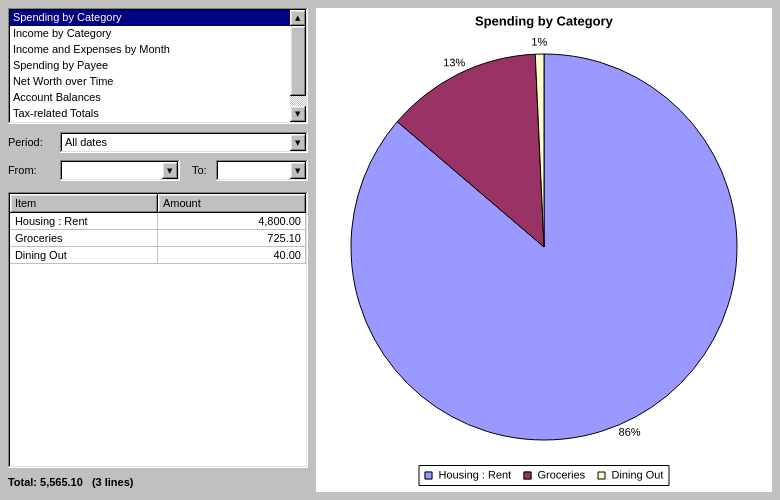 Spending by Category
Income by Category
Income and Expenses by Month
Spending by Payee
Net Worth over Time
Account Balances
Tax-related Totals
Period: All dates
From: To:
Item Amount
Housing : Rent 4,800.00
Groceries 725.10
Dining Out 40.00
Total: 5,565.10 (3 lines)
Spending by Category
1%
13%
86%
Housing : Rent Groceries Dining Out